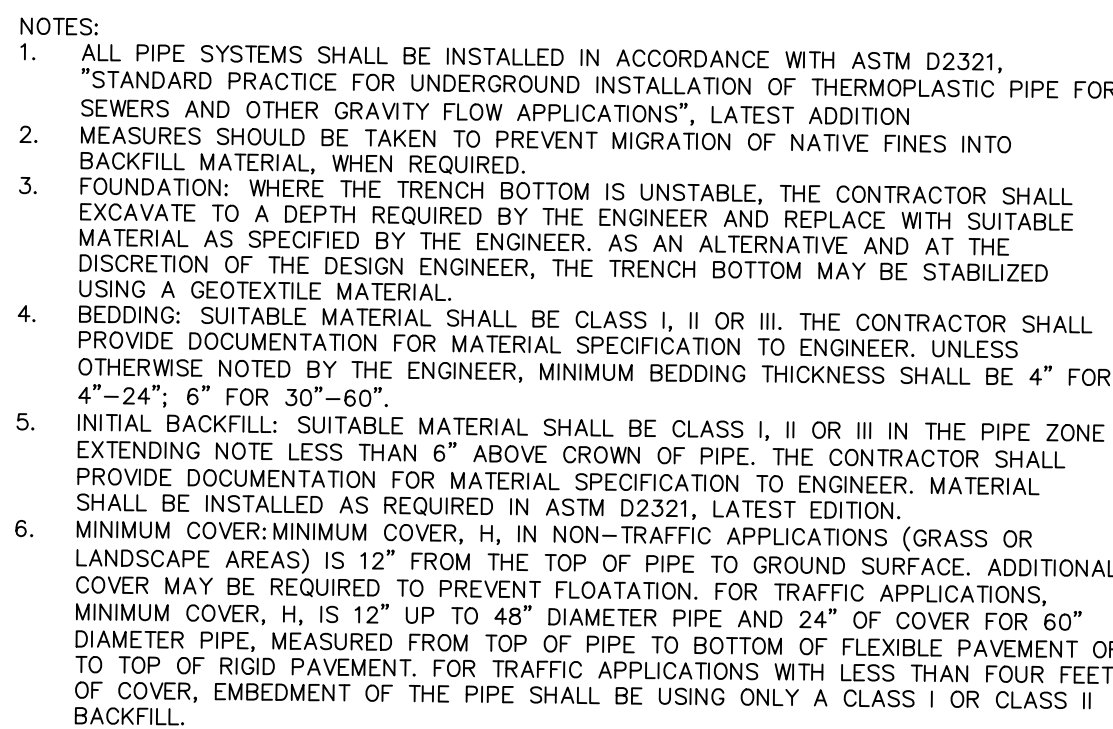 NOTES:
1. ALL PIPE SYSTEMS SHALL BE INSTALLED IN ACCORDANCE WITH ASTM D2321,
"STANDARD PRACTICE FOR UNDERGROUND INSTALLATION OF THERMOPLASTIC PIPE FOR
SEWERS AND OTHER GRAVITY FLOW APPLICATIONS", LATEST ADDITION
2. MEASURES SHOULD BE TAKEN TO PREVENT MIGRATION OF NATIVE FINES INTO
BACKFILL MATERIAL, WHEN REQUIRED.
3. FOUNDATION: WHERE THE TRENCH BOTTOM IS UNSTABLE, THE CONTRACTOR SHALL
EXCAVATE TO A DEPTH REQUIRED BY THE ENGINEER AND REPLACE WITH SUITABLE
MATERIAL AS SPECIFIED BY THE ENGINEER. AS AN ALTERNATIVE AND AT THE
DISCRETION OF THE DESIGN ENGINEER, THE TRENCH BOTTOM MAY BE STABILIZED
USING A GEOTEXTILE MATERIAL.
4. BEDDING: SUITABLE MATERIAL SHALL BE CLASS I, II OR III. THE CONTRACTOR SHALL
PROVIDE DOCUMENTATION FOR MATERIAL SPECIFICATION TO ENGINEER. UNLESS
OTHERWISE NOTED BY THE ENGINEER, MINIMUM BEDDING THICKNESS SHALL BE 4" FOR
4"-24"; 6" FOR 30"-60".
5. INITIAL BACKFILL: SUITABLE MATERIAL SHALL BE CLASS I, II OR III IN THE PIPE ZONE
EXTENDING NOTE LESS THAN 6" ABOVE CROWN OF PIPE. THE CONTRACTOR SHALL
PROVIDE DOCUMENTATION FOR MATERIAL SPECIFICATION TO ENGINEER. MATERIAL
SHALL BE INSTALLED AS REQUIRED IN ASTM D2321, LATEST EDITION.
6. MINIMUM COVER: MINIMUM COVER, H, IN NON-TRAFFIC APPLICATIONS (GRASS OR
LANDSCAPE AREAS) IS 12" FROM THE TOP OF PIPE TO GROUND SURFACE. ADDITIONAL
COVER MAY BE REQUIRED TO PREVENT FLOATATION. FOR TRAFFIC APPLICATIONS,
MINIMUM COVER, H, IS 12" UP TO 48" DIAMETER PIPE AND 24" OF COVER FOR 60"
DIAMETER PIPE, MEASURED FROM TOP OF PIPE TO BOTTOM OF FLEXIBLE PAVEMENT OR
TO TOP OF RIGID PAVEMENT. FOR TRAFFIC APPLICATIONS WITH LESS THAN FOUR FEET
OF COVER, EMBEDMENT OF THE PIPE SHALL BE USING ONLY A CLASS I OR CLASS II
BACKFILL.